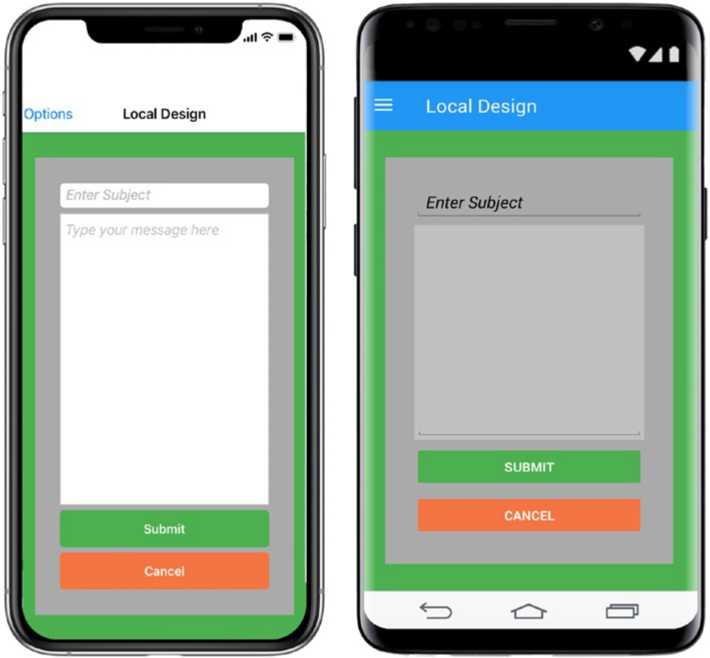 Options Local Design
Enter Subject
Type your message here
Submit
Cancel
Local Design
Enter Subject
SUBMIT
CANCEL